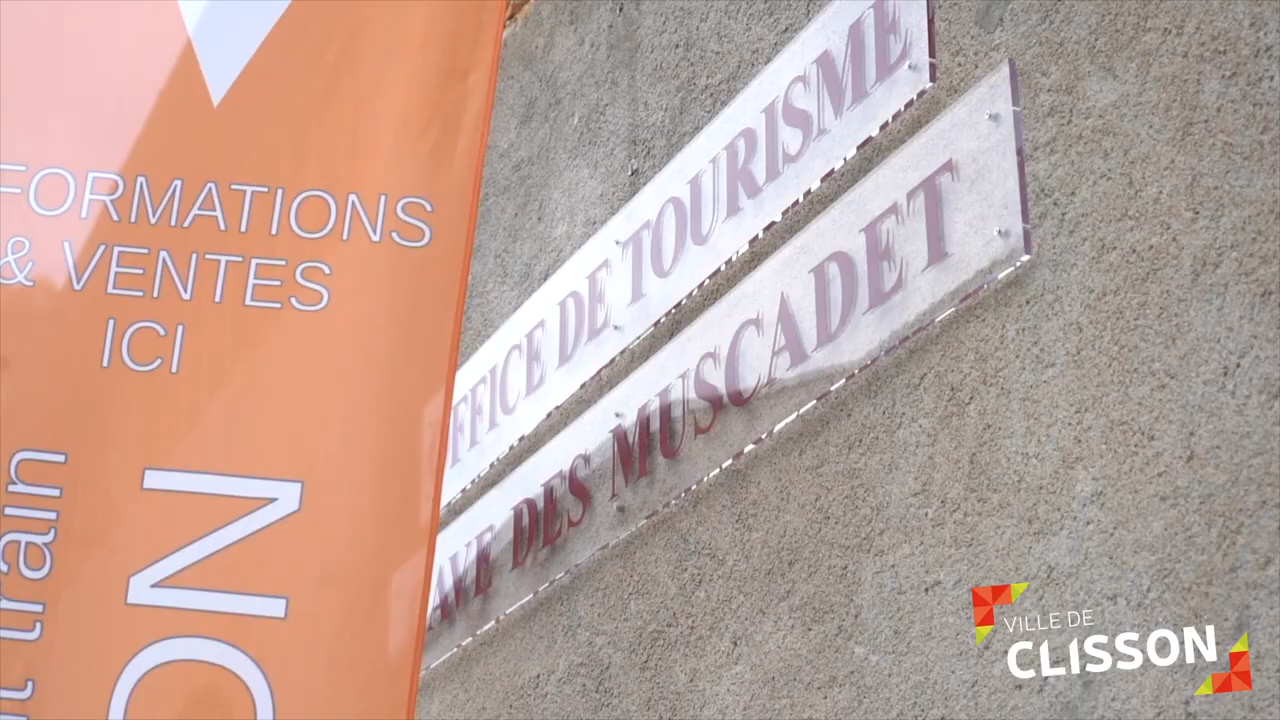 FORMATIONS
& VENTES
ICI
train
ON
FFICE DE TOURISME
AVE DES MUSCADET
VILLE DE
CLISSON